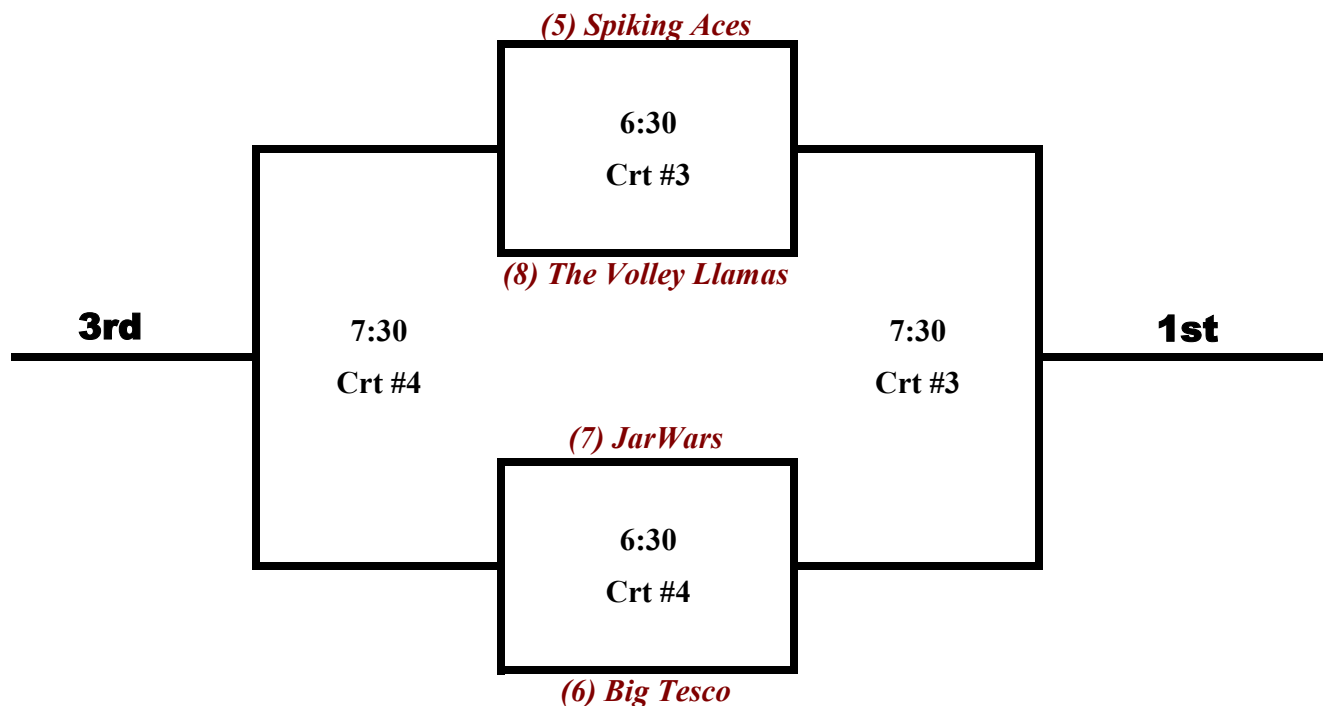 (5) Spiking Aces
6:30
Crt #3
(8) The Volley Llamas
3rd
7:30
Crt #4
7:30
Crt #3
1st
(7) JarWars
6:30
Crt #4
(6) Big Tesco